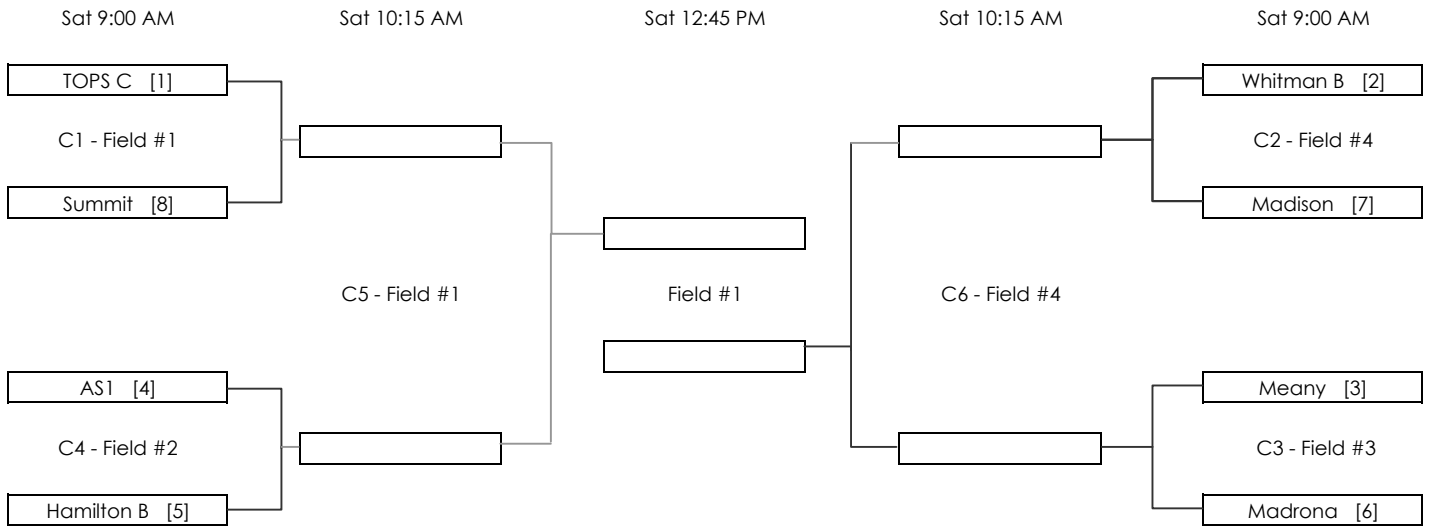 Sat 9:00 AM Sat 10:15 AM Sat 12:45 PM Sat 10:15 AM Sat 9:00 AM
TOPS C [1] Whitman B [2]
C1 - Field #1 C2 - Field #4
Summit [8] Madison [7]
C5 - Field #1 Field #1 C6 - Field #4
AS1 [4] Meany [3]
C4 - Field #2 C3 - Field #3
Hamilton B [5] Madrona [6]